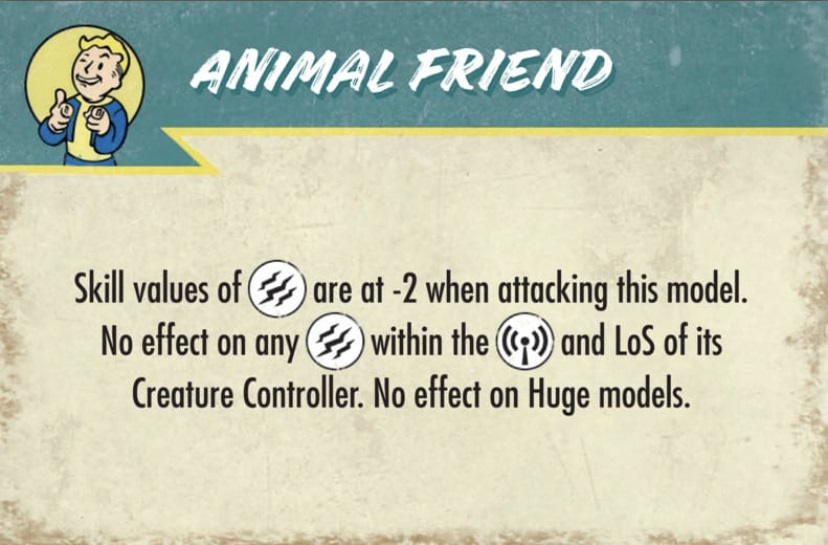 ANIMAL FRIEND
Skill values of are at -2 when attacking this model.
No effect on any within the and LoS of its
Creature Controller. No effect on Huge models.